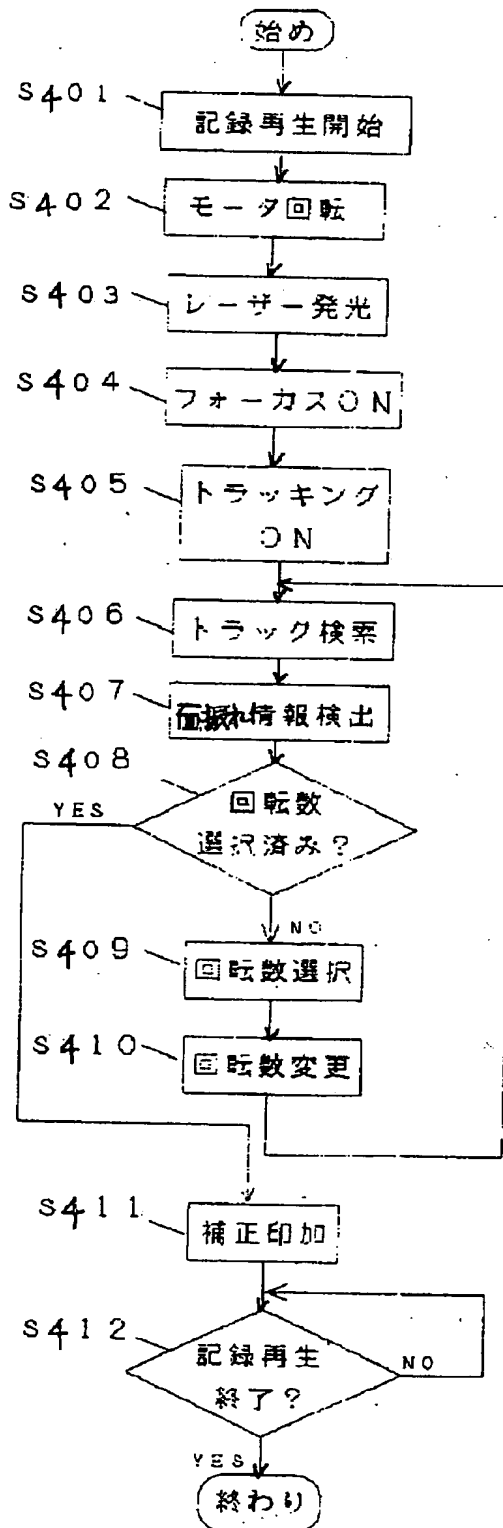 始め
S401
記録再生開始
S402
モータ回転
S403
レーザー発光
S404
フォーカスON
S405
トラッキング
ON
S406
トラック検索
S407
面振れ情報検出
S408
回転数
選択済み?
YES
NO
S409
回転数選択
S410
回転数変更
S411
補正印加
S412
記録再生
終了?
NO
YES
終わり